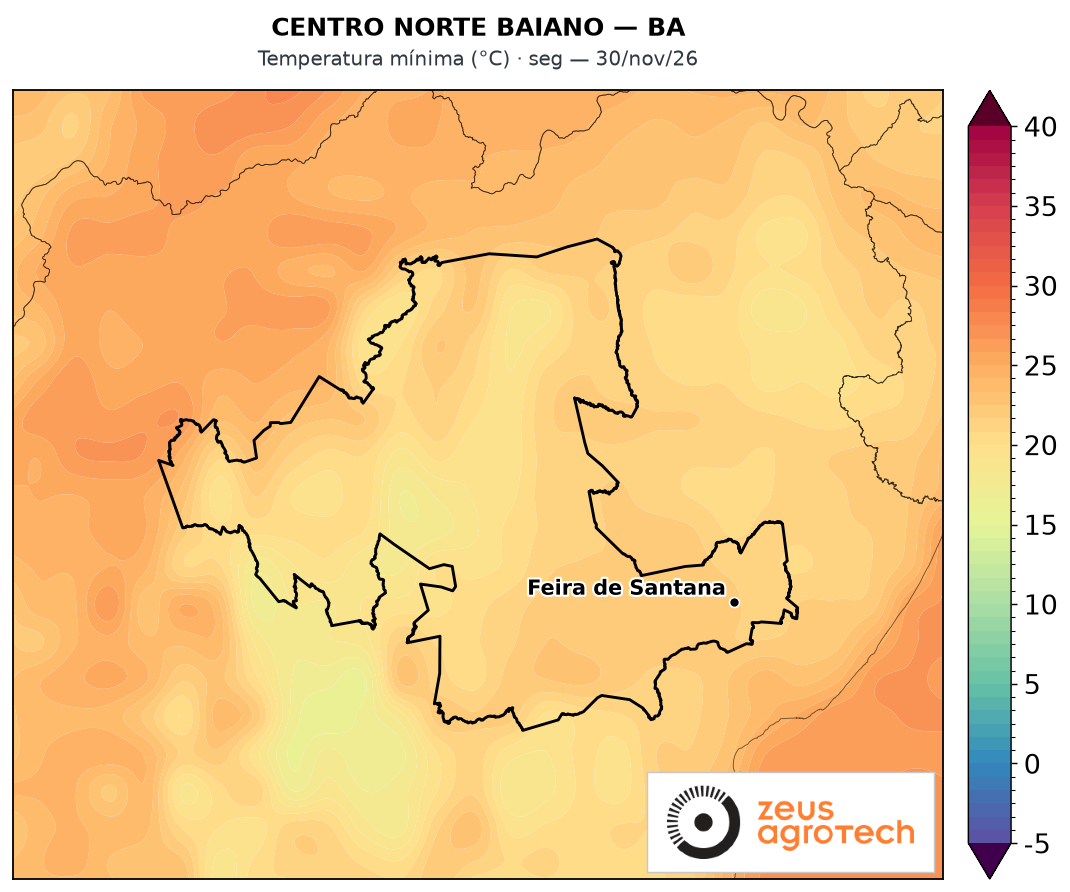 CENTRO NORTE BAIANO — BA
Temperatura mínima (°C) · seg — 30/nov/26
40
35
30
25
20
15
10
5
0
-5
Feira de Santana
zeus
agrotech